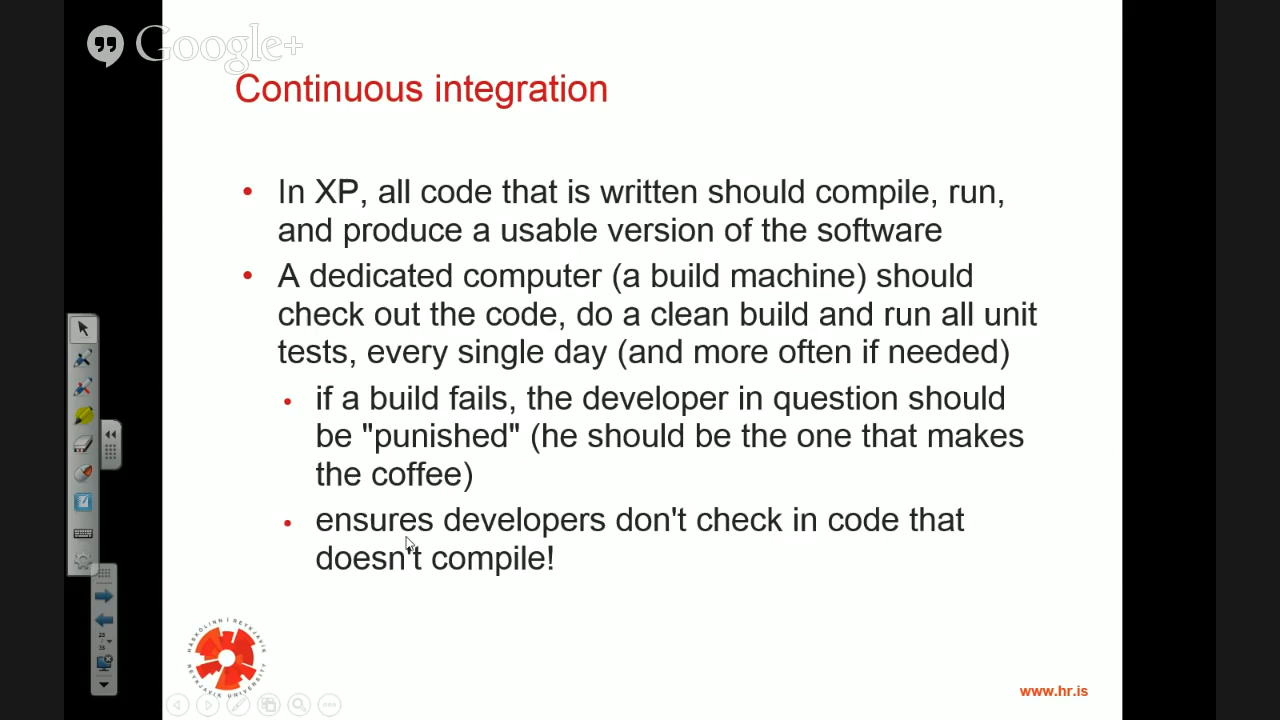 Google+
Continuous integration
• In XP, all code that is written should compile, run,
and produce a usable version of the software
• A dedicated computer (a build machine) should
check out the code, do a clean build and run all unit
tests, every single day (and more often if needed)
• if a build fails, the developer in question should
be "punished" (he should be the one that makes
the coffee)
• ensures developers don't check in code that
doesn't compile!
HÁSKÓLINN Í REYKJAVÍK
REYKJAVIK UNIVERSITY
www.hr.is